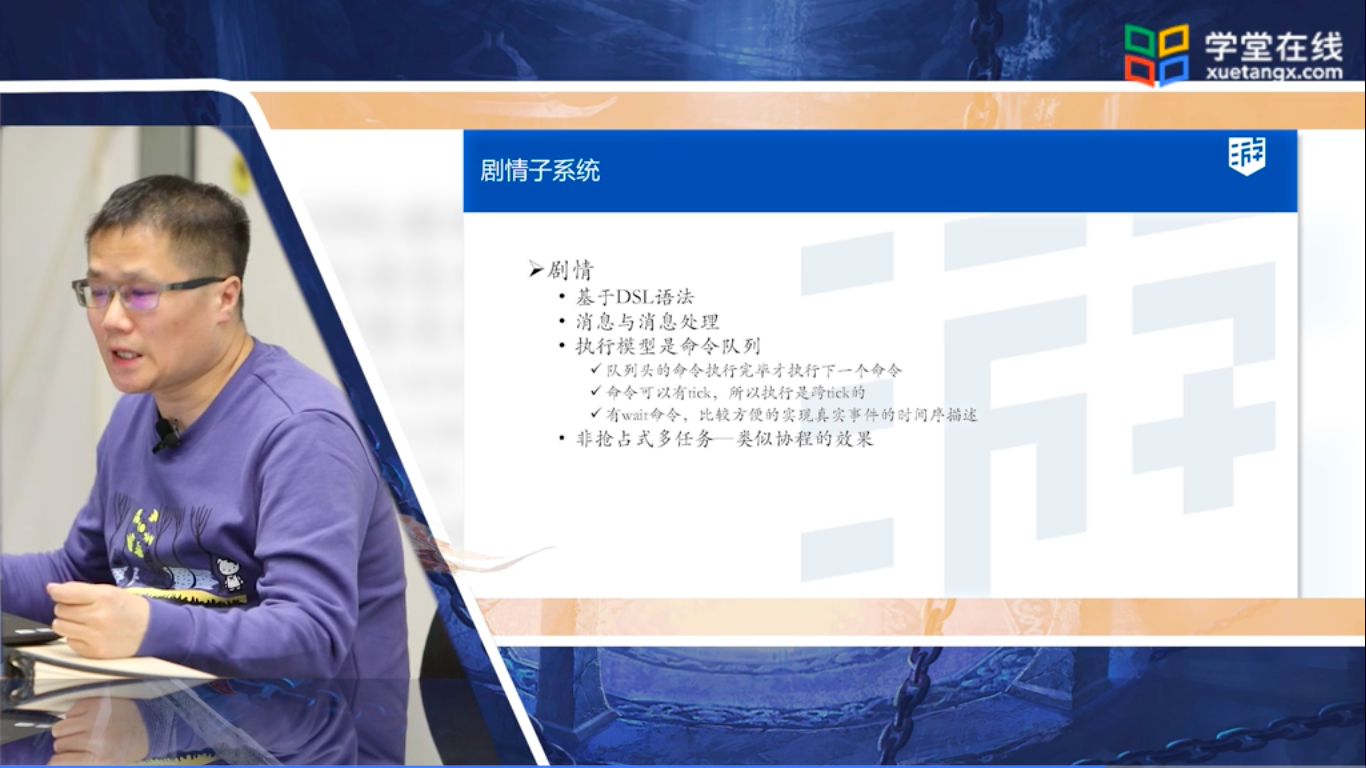 学堂在线
xuetangx.com
剧情子系统
游
➢剧情
• 基于DSL语法
• 消息与消息处理
• 执行模型是命令队列
✓队列头的命令执行完毕才执行下一个命令
✓命令可以有tick，所以执行是跨tick的
✓有wait命令，比较方便的实现真实事件的时间序描述
• 非抢占式多任务—类似协程的效果